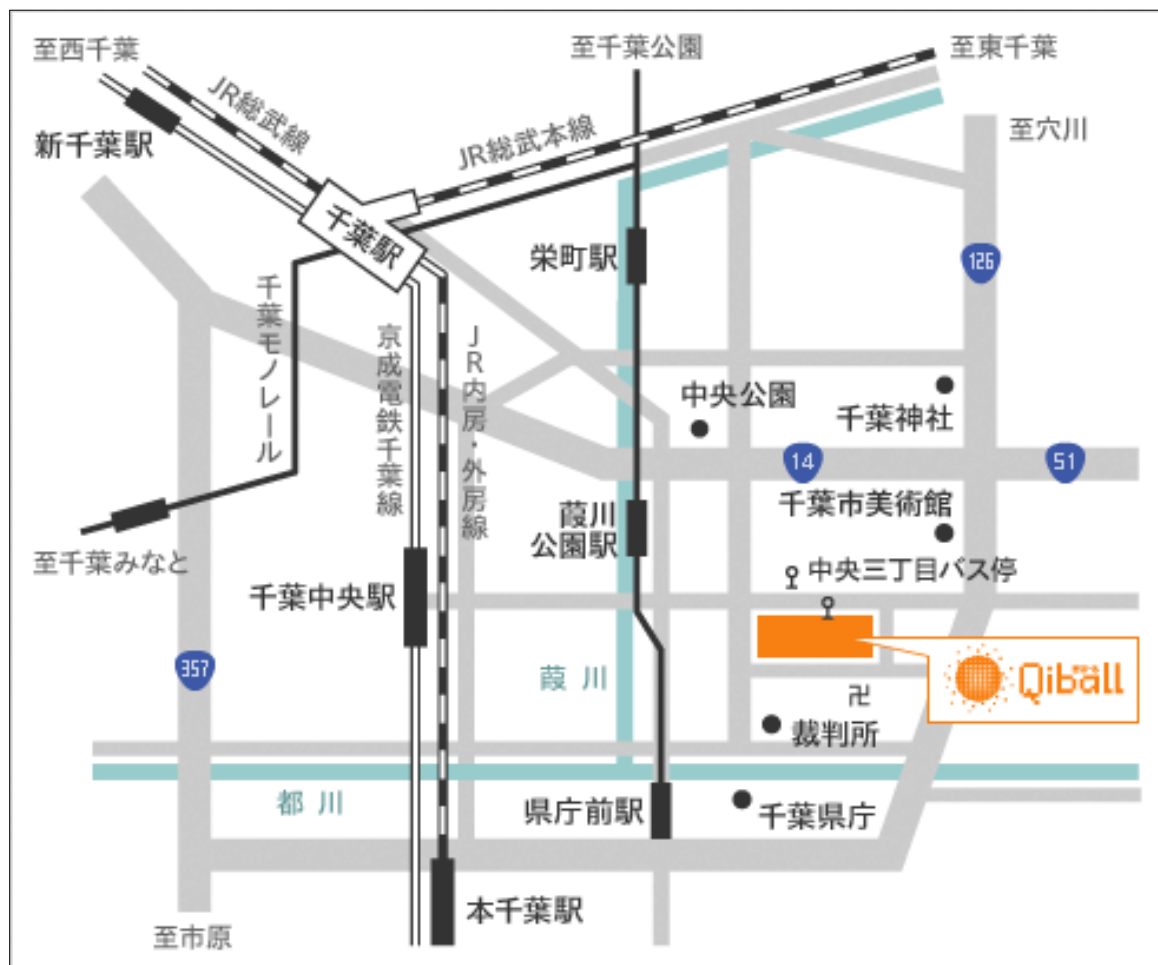 至西千葉
至千葉公園
至東千葉
JR総武線
新千葉駅
JR総武本線
至穴川
千葉駅
栄町駅
126
千葉モノレール
京成電鉄千葉線
JR内房・外房線
中央公園
千葉神社
14
51
千葉市美術館
葭川
公園駅
至千葉みなと
中央三丁目バス停
千葉中央駅
357
葭川
Qiball
卍
裁判所
都川
県庁前駅
千葉県庁
本千葉駅
至市原